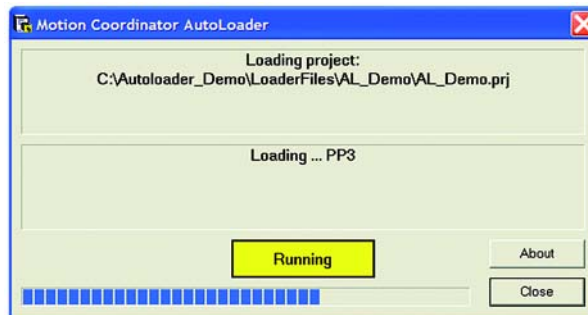 Motion Coordinator AutoLoader
Loading project:
C:\Autoloader_Demo\LoaderFiles\AL_Demo\AL_Demo.prj
Loading ... PP3
Running
About
Close